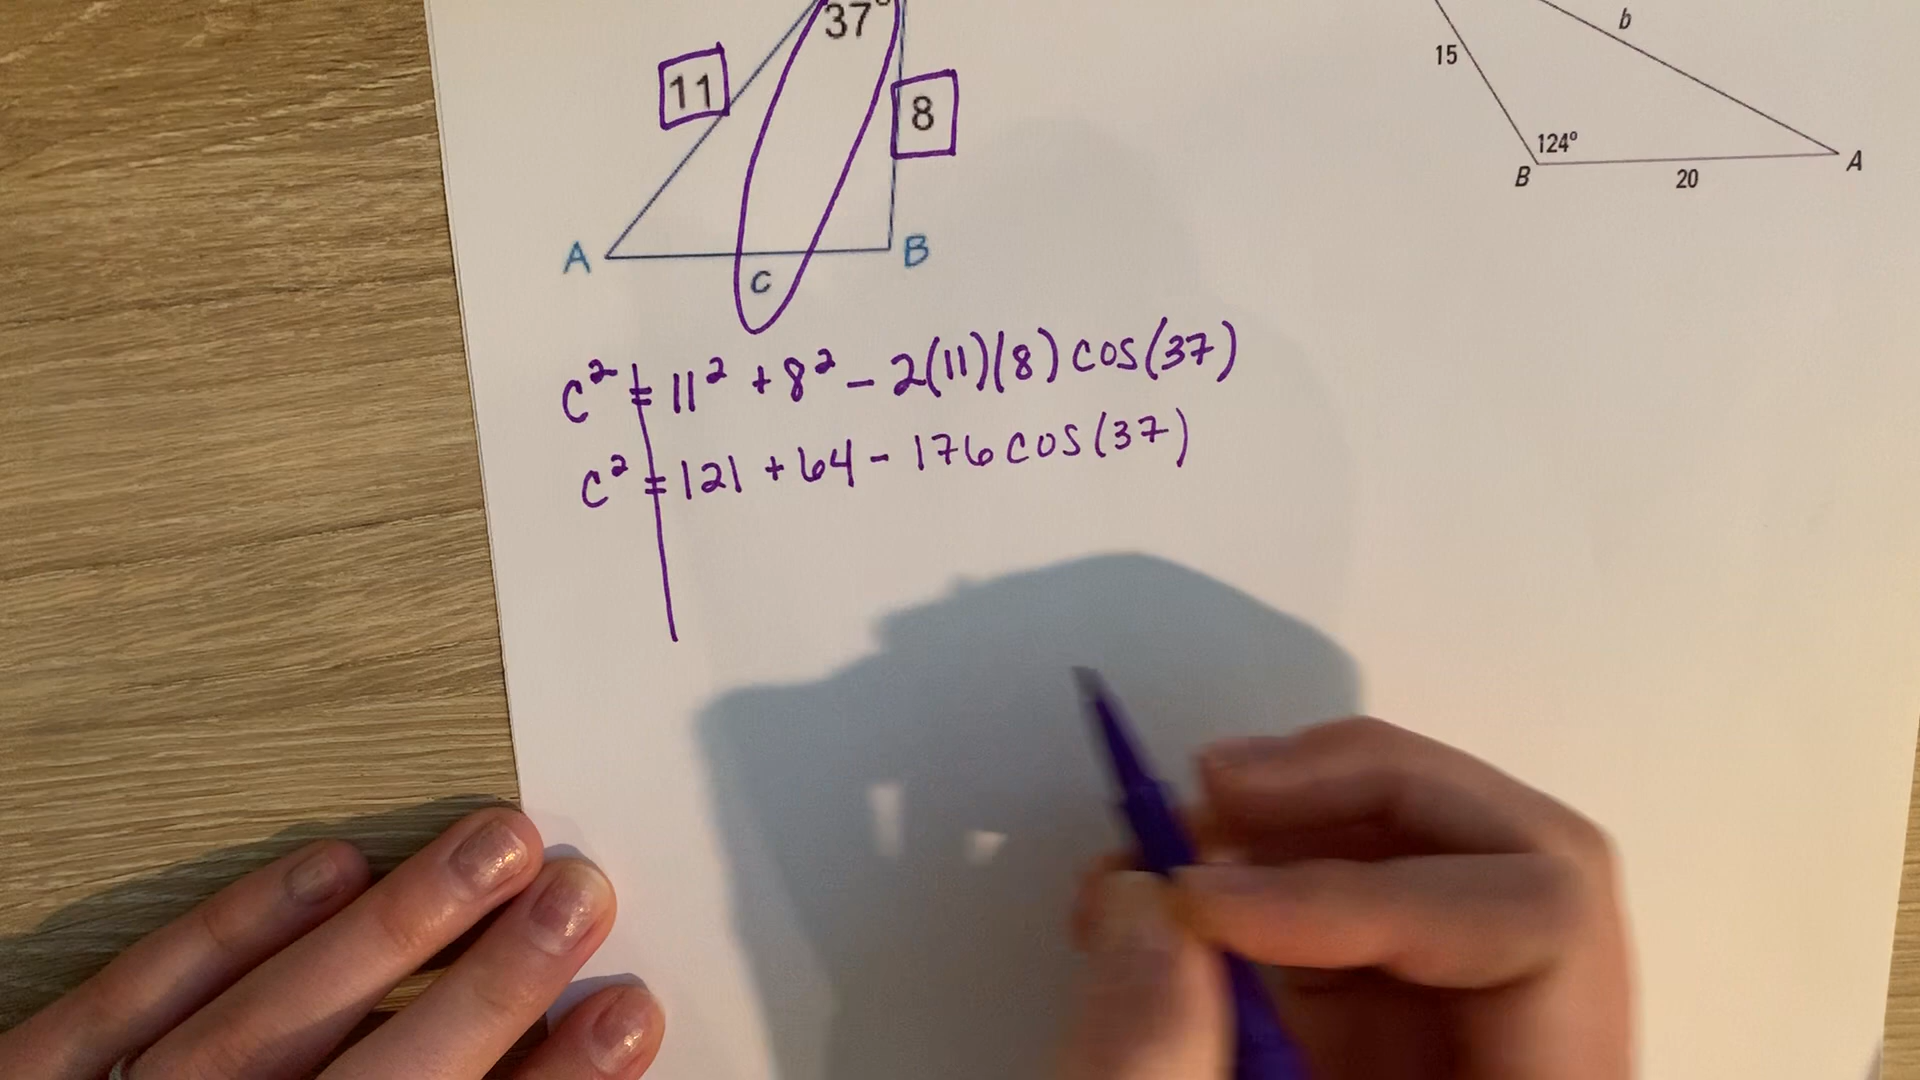 37°
11
8
A
B
c
c² = 11² + 8² - 2(11)(8) cos(37)
c² = 121 + 64 - 176 cos(37)
b
15
124°
B
20
A